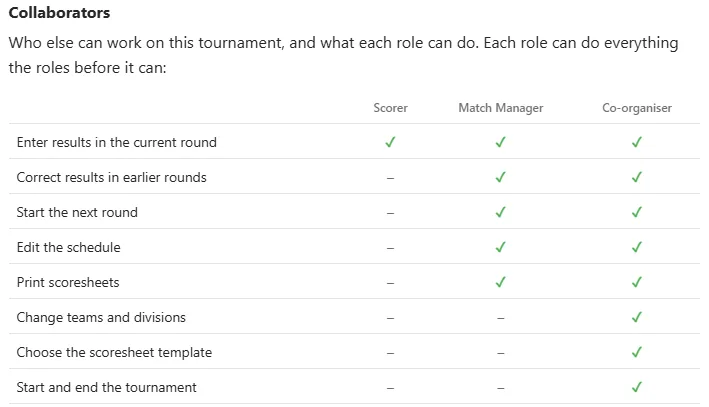 Collaborators
Who else can work on this tournament, and what each role can do. Each role can do everything
the roles before it can:
Scorer Match Manager Co-organiser
Enter results in the current round ✓ ✓ ✓
Correct results in earlier rounds – ✓ ✓
Start the next round – ✓ ✓
Edit the schedule – ✓ ✓
Print scoresheets – ✓ ✓
Change teams and divisions – – ✓
Choose the scoresheet template – – ✓
Start and end the tournament – – ✓